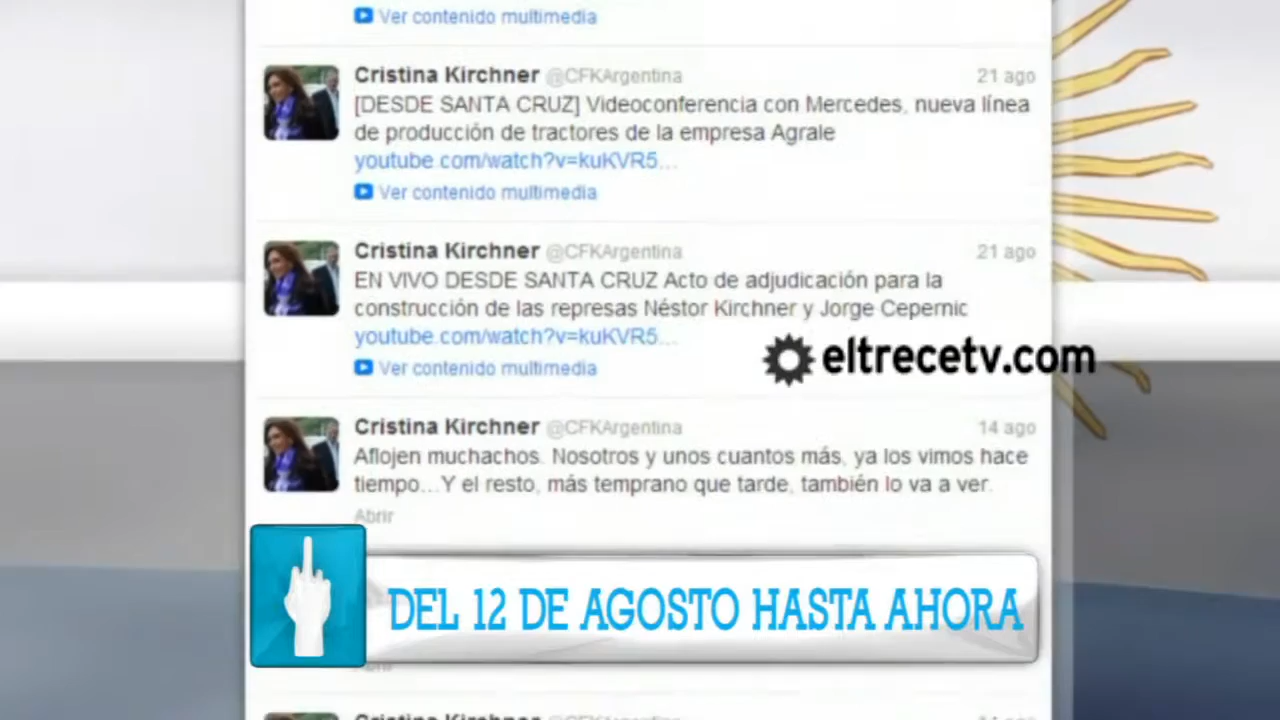 Ver contenido multimedia
Cristina Kirchner @CFKArgentina 21 ago
[DESDE SANTA CRUZ] Videoconferencia con Mercedes, nueva línea
de producción de tractores de la empresa Agrale
youtube.com/watch?v=kuKVR5...
Ver contenido multimedia
Cristina Kirchner @CFKArgentina 21 ago
EN VIVO DESDE SANTA CRUZ Acto de adjudicación para la
construcción de las represas Néstor Kirchner y Jorge Cepernic
youtube.com/watch?v=kuKVR5...
eltrecetv.com
Ver contenido multimedia
Cristina Kirchner @CFKArgentina 14 ago
Aflojen muchachos. Nosotros y unos cuantos más, ya los vimos hace
tiempo...Y el resto, más temprano que tarde, también lo va a ver.
Abrir
DEL 12 DE AGOSTO HASTA AHORA
Cristina Kirchner @CFKArgentina 14 ago